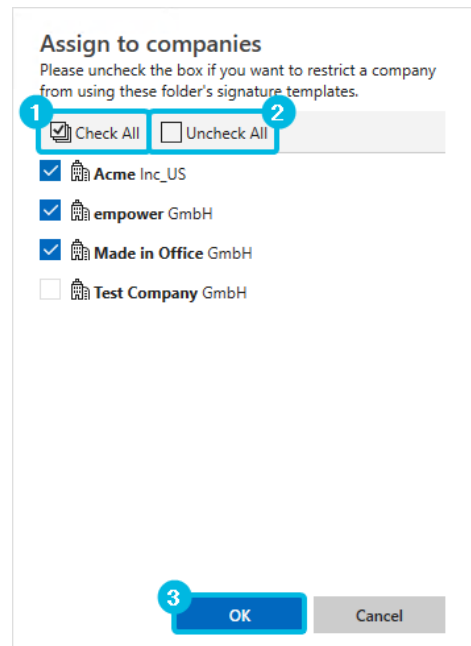 Assign to companies
Please uncheck the box if you want to restrict a company
from using these folder's signature templates.
1 2
Check All Uncheck All
Acme Inc_US
empower GmbH
Made in Office GmbH
Test Company GmbH
3
OK Cancel